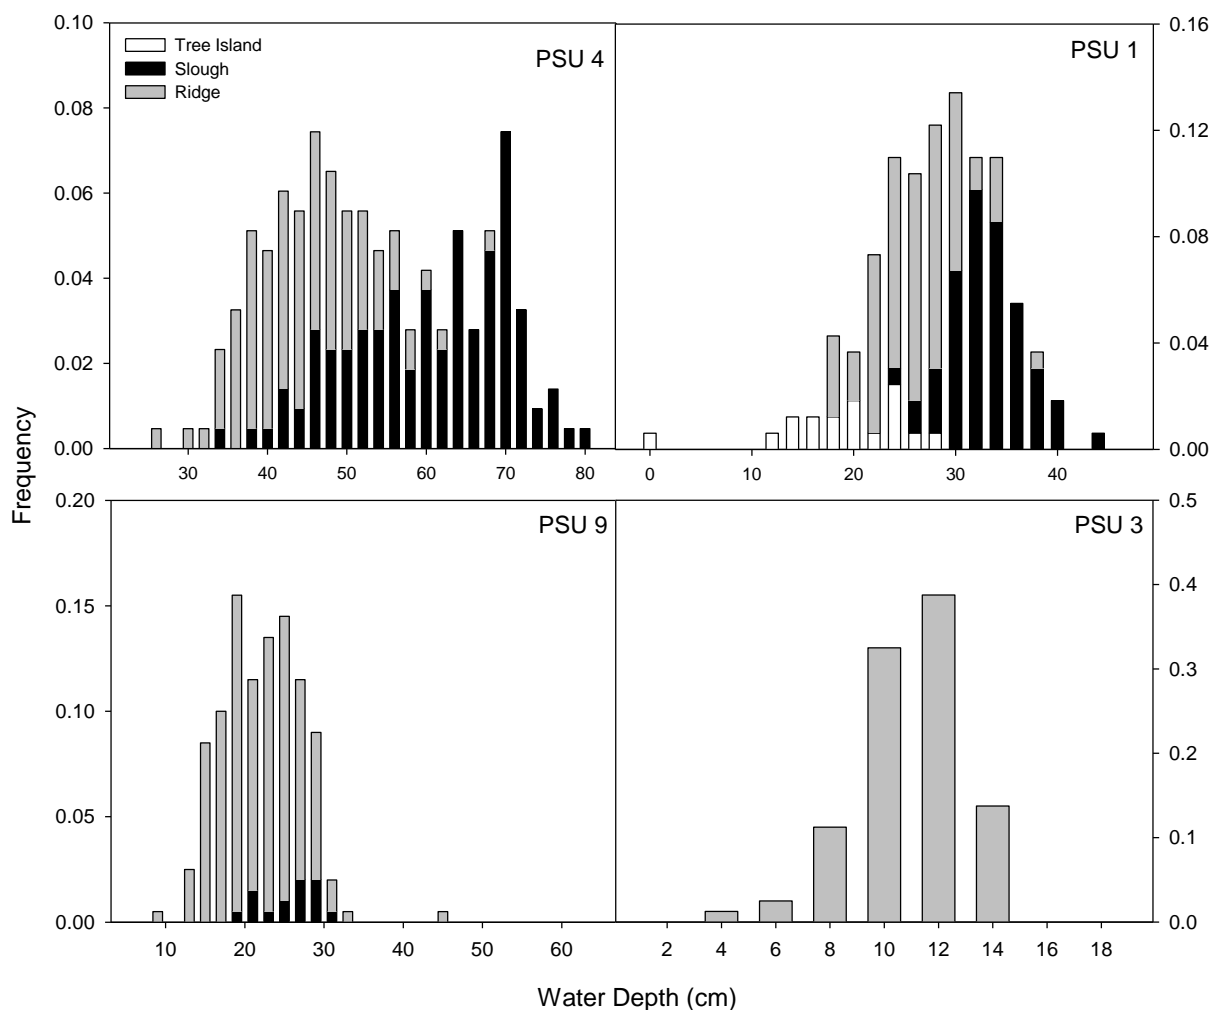 0.10
0.08
0.06
0.04
0.02
0.00
Tree Island
Slough
Ridge
PSU 4
30 40 50 60 70 80
PSU 1
0.16
0.12
0.08
0.04
0.00
0 10 20 30 40
Frequency
0.20
0.15
0.10
0.05
0.00
PSU 9
10 20 30 40 50 60
PSU 3
0.5
0.4
0.3
0.2
0.1
0.0
2 4 6 8 10 12 14 16 18
Water Depth (cm)